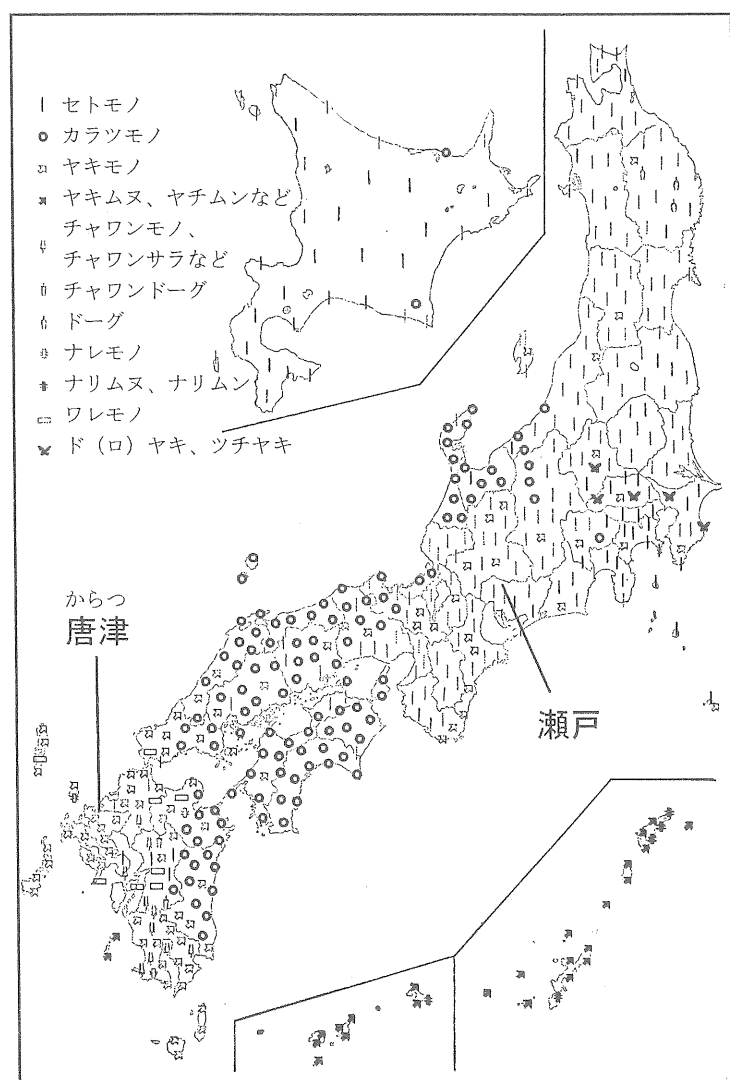 セトモノ
カラツモノ
ヤキモノ
ヤキムヌ、ヤチムンなど
チャワンモノ、
チャワンサラなど
チャワンドーグ
ドーグ
ナレモノ
ナリムヌ、ナリムン
ワレモノ
ド（ロ）ヤキ、ツチヤキ
からつ
唐津
瀬戸